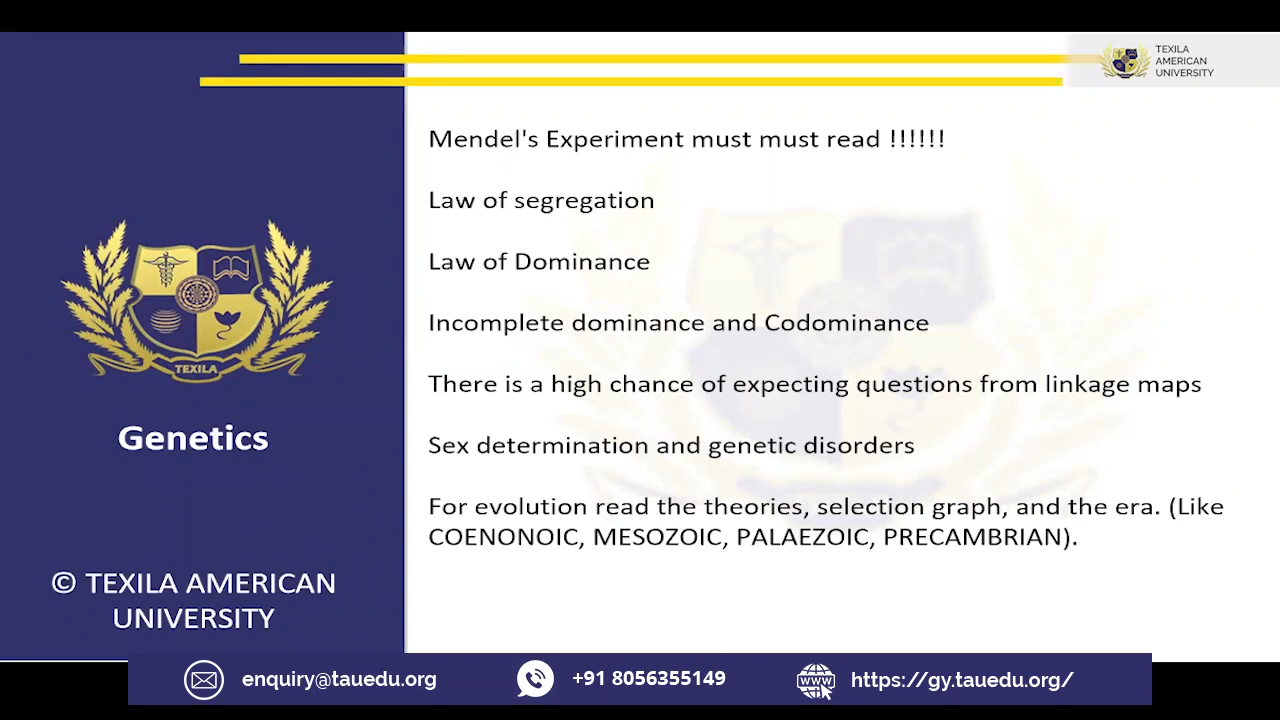 TEXILA
AMERICAN
UNIVERSITY
Mendel's Experiment must must read !!!!!!
Law of segregation
Law of Dominance
Incomplete dominance and Codominance
There is a high chance of expecting questions from linkage maps
Sex determination and genetic disorders
For evolution read the theories, selection graph, and the era. (Like
COENONOIC, MESOZOIC, PALAEZOIC, PRECAMBRIAN).
TEXILA
Genetics
© TEXILA AMERICAN
UNIVERSITY
enquiry@tauedu.org
+91 8056355149
www
https://gy.tauedu.org/